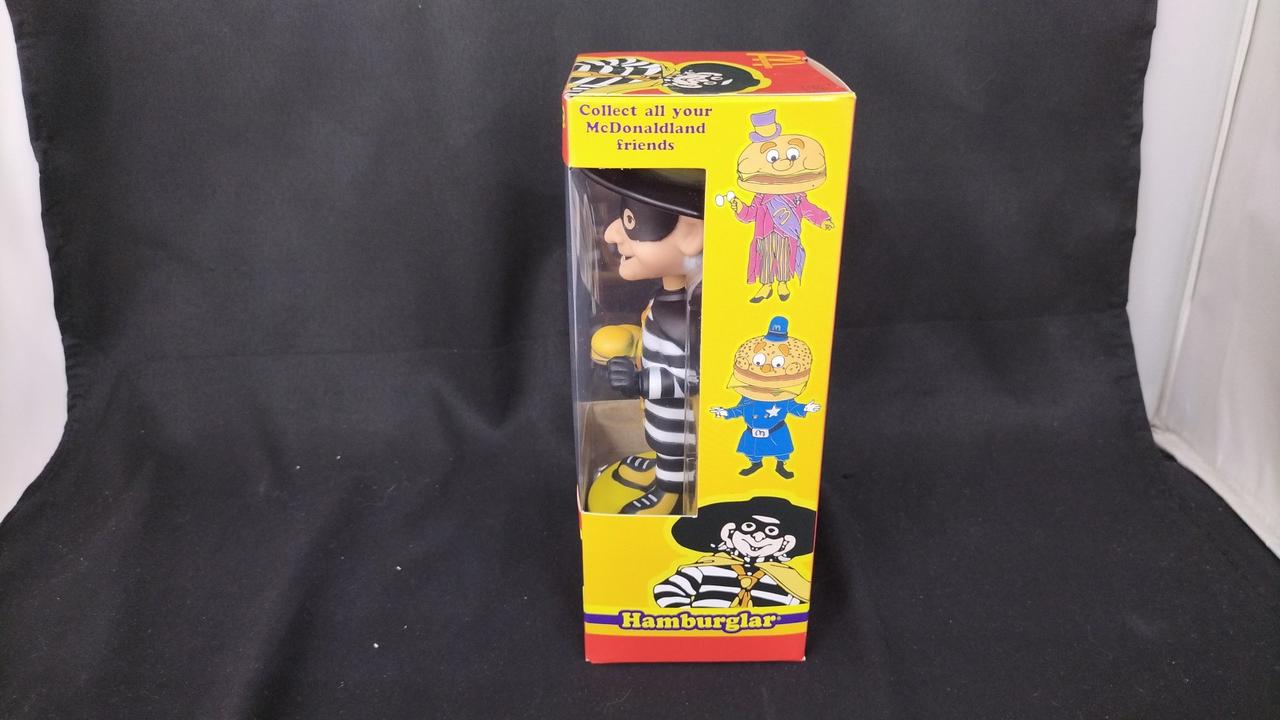 Collect all your
McDonaldland
friends
Hamburglar®